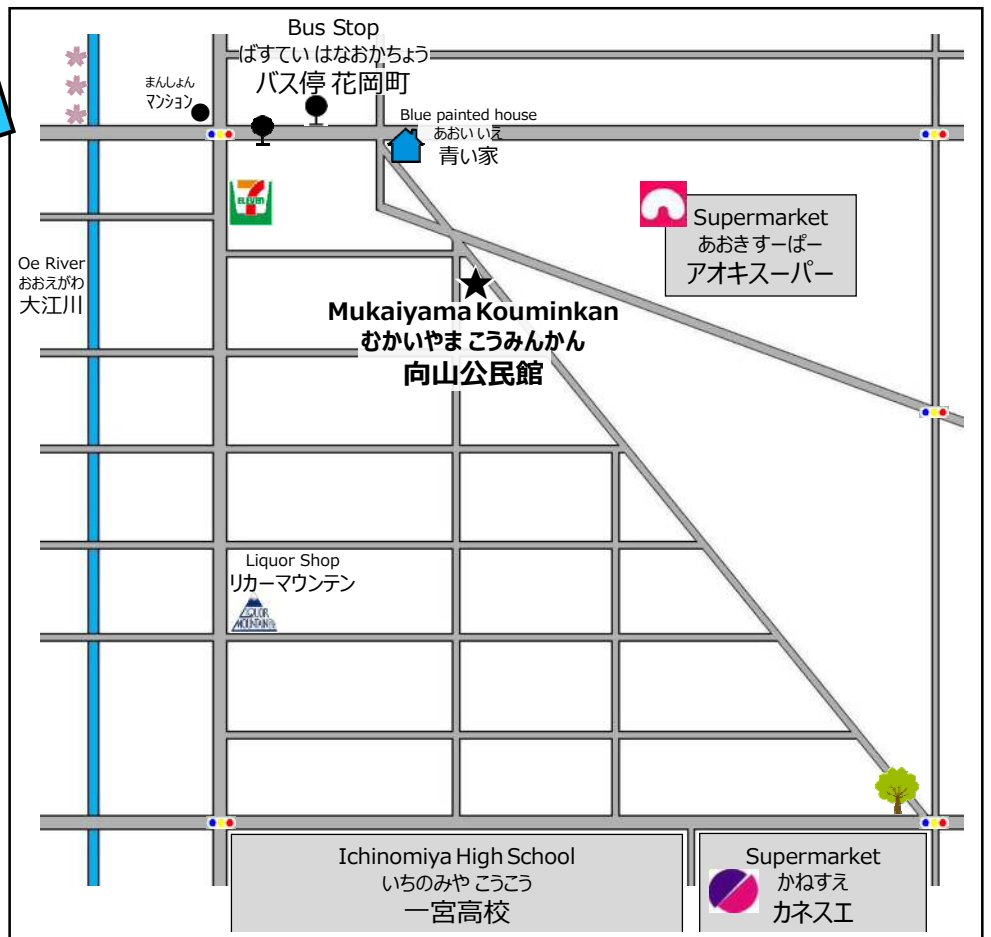 Bus Stop
ばすてい はなおかちょう
バス停 花岡町
まんしょん
マンション
Blue painted house
あおい いえ
青い家
7
ELEVEN
Supermarket
あおき すーぱー
アオキスーパー
Oe River
おおえがわ
大江川
Mukaiyama Kouminkan
むかいやま こうみんかん
向山公民館
Liquor Shop
リカーマウンテン
LIQUOR
MOUNTAIN
Ichinomiya High School
いちのみや こうこう
一宮高校
Supermarket
かねすえ
カネスエ